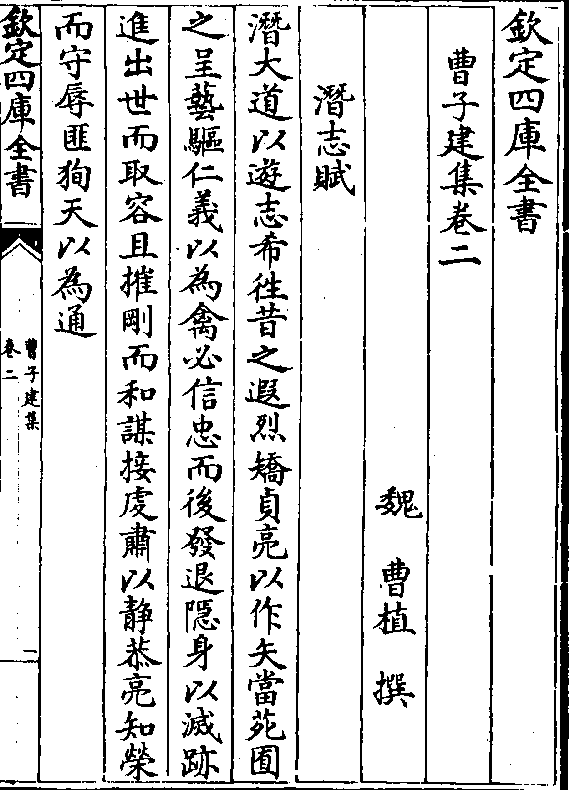 欽定四庫全書
曹子建集卷二
魏　曹植　撰
潛志賦
潛大道以遊志希徃昔之遐烈矯貞亮以作矢當苑囿
之呈藝驅仁義以為禽必信忠而後發退隠身以滅跡
進出世而取容且摧剛而和謀接處肅以静恭亮知榮
而守辱匪狥天以為通
欽定四庫全書
曹子建集
卷二
一